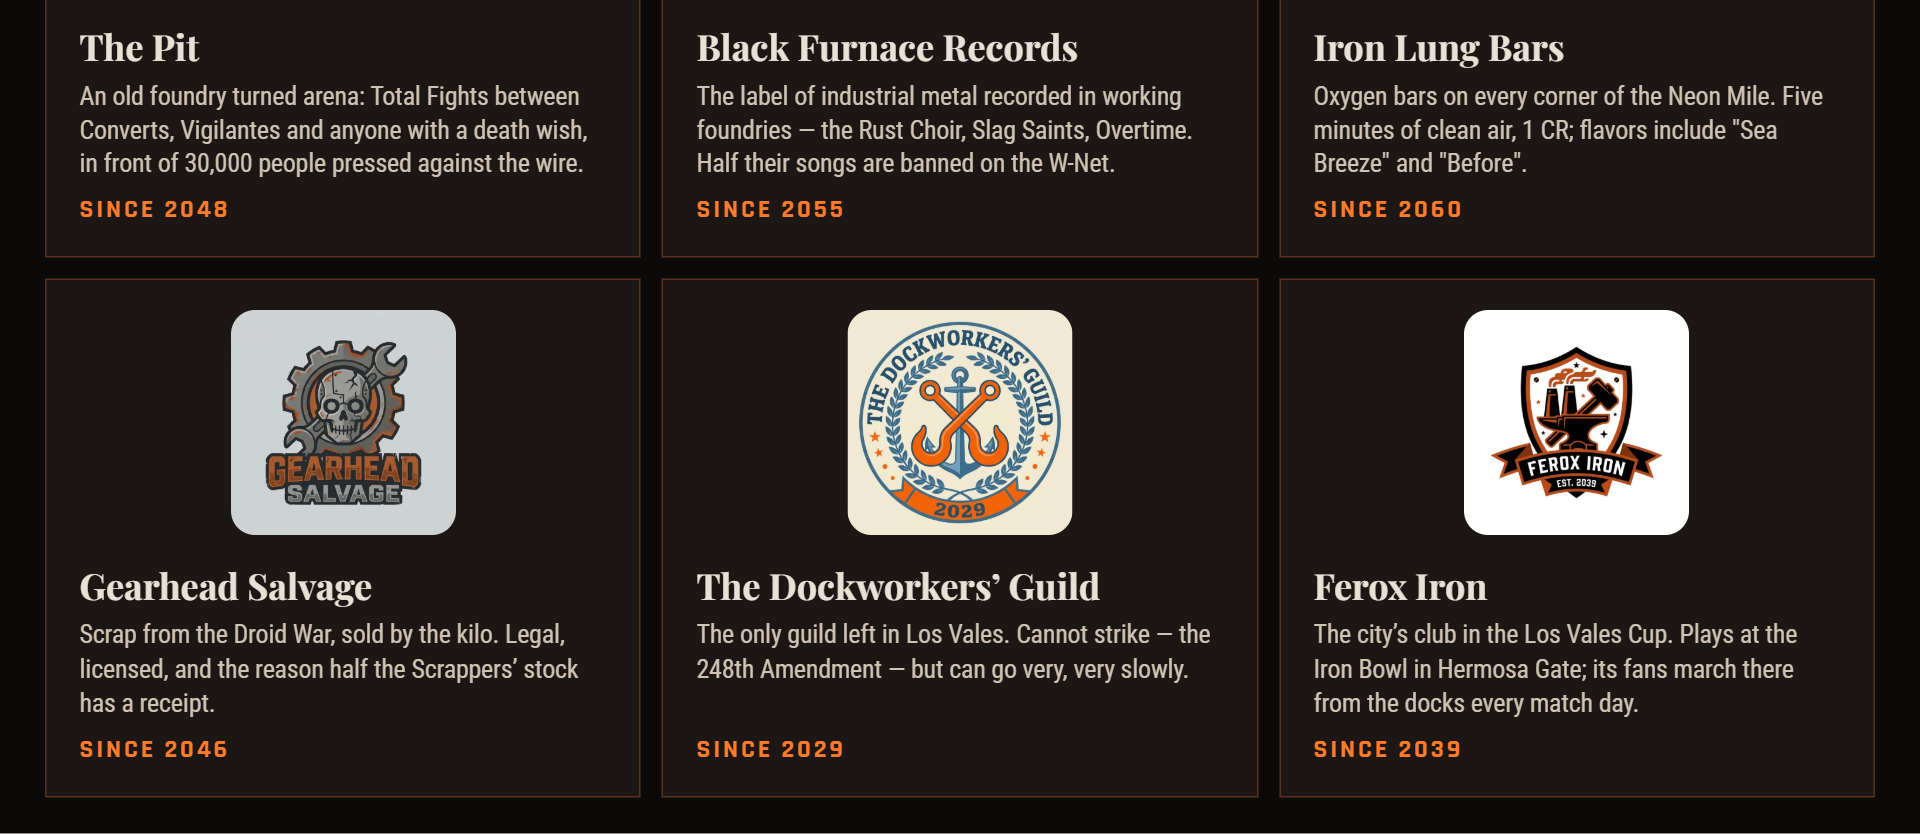 The Pit
An old foundry turned arena: Total Fights between
Converts, Vigilantes and anyone with a death wish,
in front of 30,000 people pressed against the wire.
SINCE 2048
Black Furnace Records
The label of industrial metal recorded in working
foundries — the Rust Choir, Slag Saints, Overtime.
Half their songs are banned on the W-Net.
SINCE 2055
Iron Lung Bars
Oxygen bars on every corner of the Neon Mile. Five
minutes of clean air, 1 CR; flavors include "Sea
Breeze" and "Before".
SINCE 2060
GEARHEAD
SALVAGE
Gearhead Salvage
Scrap from the Droid War, sold by the kilo. Legal,
licensed, and the reason half the Scrappers’ stock
has a receipt.
SINCE 2046
THE DOCKWORKERS’ GUILD
2029
The Dockworkers’ Guild
The only guild left in Los Vales. Cannot strike — the
248th Amendment — but can go very, very slowly.
SINCE 2029
FEROX IRON
EST. 2039
Ferox Iron
The city’s club in the Los Vales Cup. Plays at the
Iron Bowl in Hermosa Gate; its fans march there
from the docks every match day.
SINCE 2039